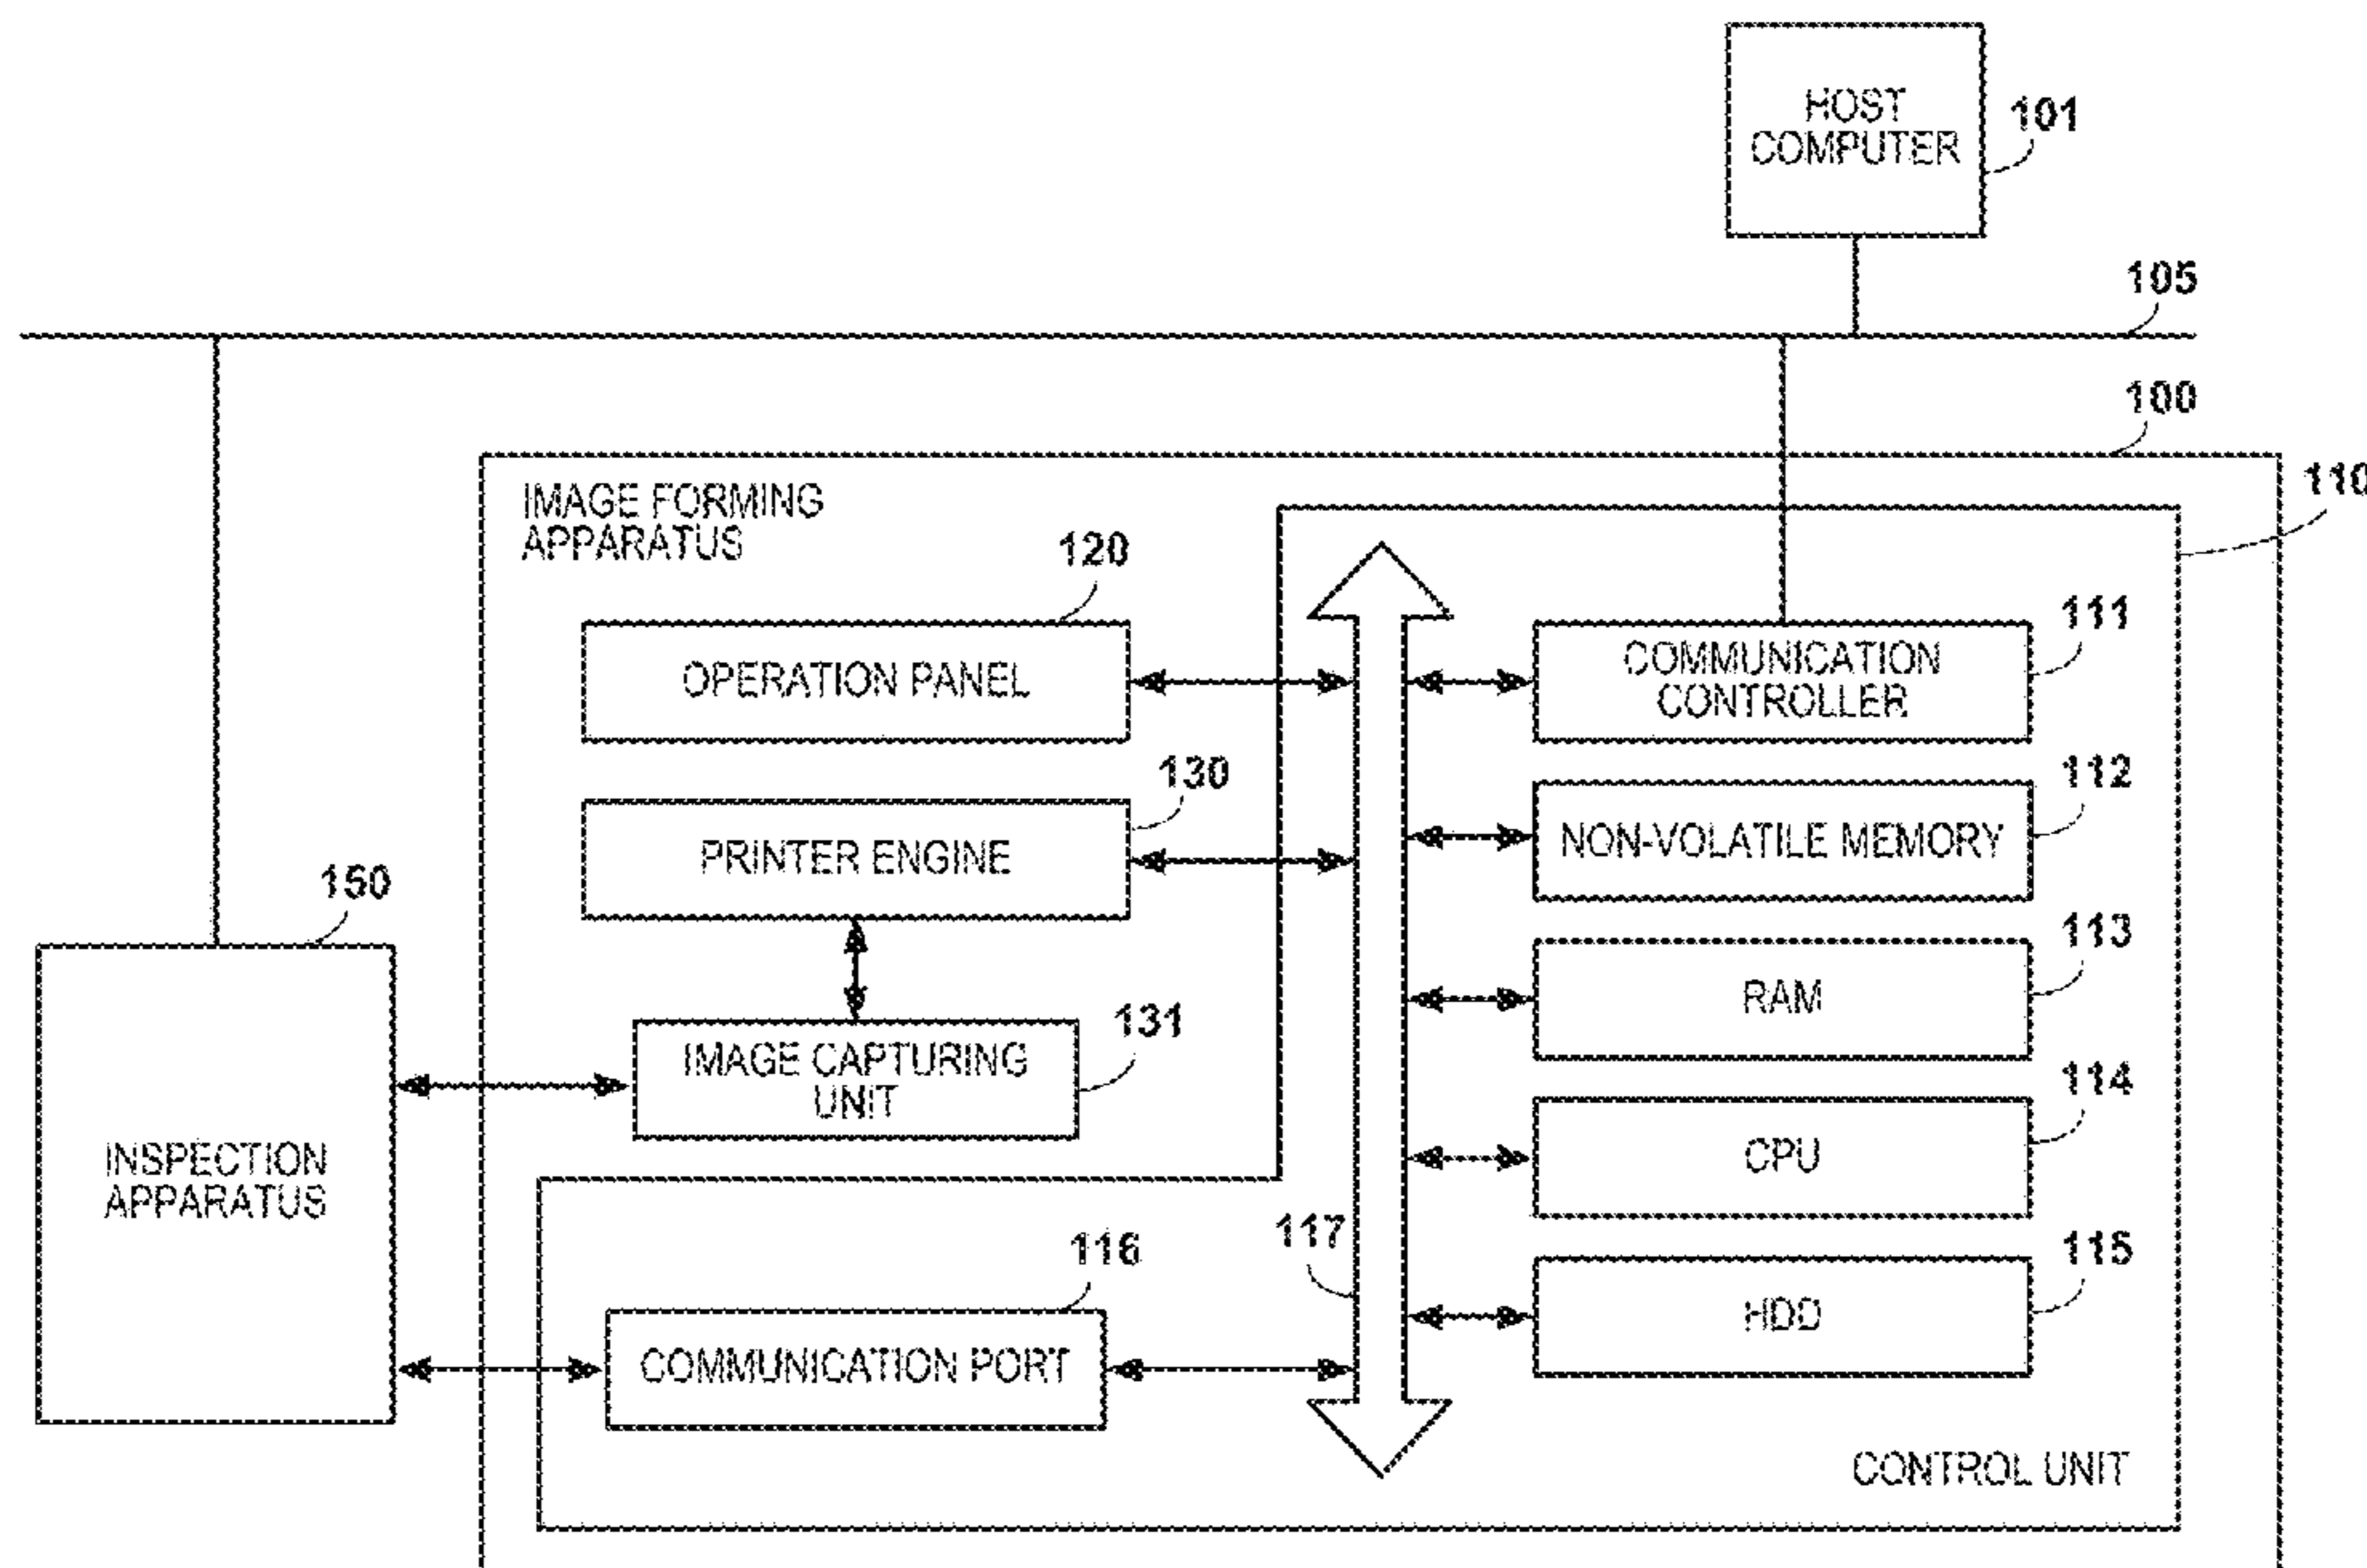 HOST
COMPUTER
101
105
100
110
IMAGE FORMING
APPARATUS
120
OPERATION PANEL
111
COMMUNICATION
CONTROLLER
130
PRINTER ENGINE
112
NON-VOLATILE MEMORY
150
113
RAM
131
IMAGE CAPTURING
UNIT
114
CPU
INSPECTION
APPARATUS
117
116
COMMUNICATION PORT
115
HDD
CONTROL UNIT